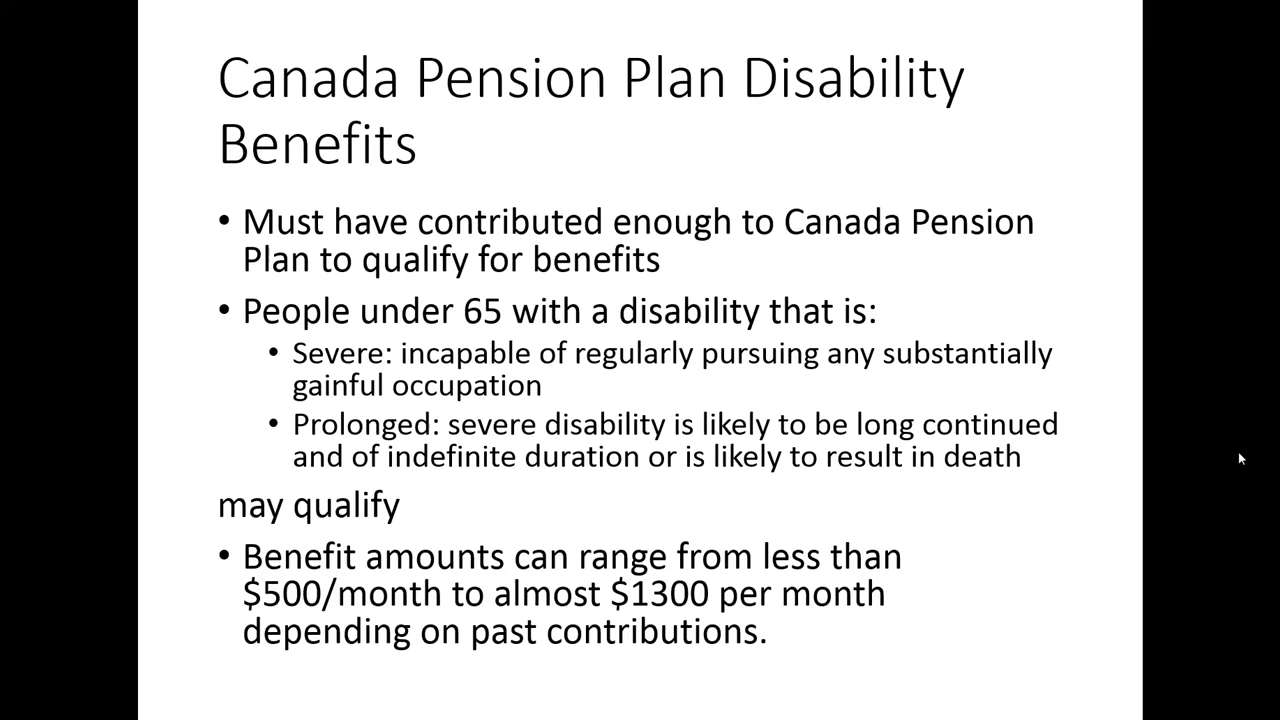 Canada Pension Plan Disability
Benefits
• Must have contributed enough to Canada Pension
Plan to qualify for benefits
• People under 65 with a disability that is:
• Severe: incapable of regularly pursuing any substantially
gainful occupation
• Prolonged: severe disability is likely to be long continued
and of indefinite duration or is likely to result in death
may qualify
• Benefit amounts can range from less than
$500/month to almost $1300 per month
depending on past contributions.